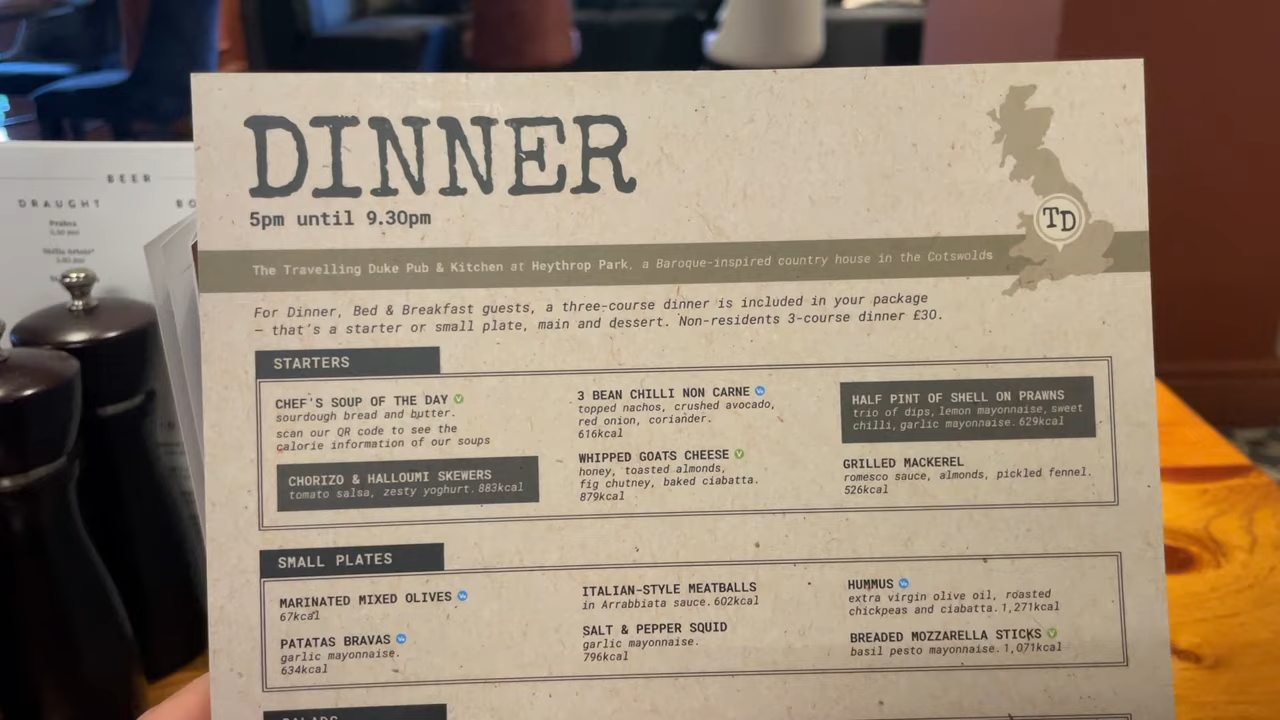 BEER
DRAUGHT
DINNER
5pm until 9.30pm
TD
The Travelling Duke Pub & Kitchen at Heythrop Park, a Baroque-inspired country house in the Cotswolds
For Dinner, Bed & Breakfast guests, a three-course dinner is included in your package
– that's a starter or small plate, main and dessert. Non-residents 3-course dinner £30.
STARTERS
CHEF'S SOUP OF THE DAY V
sourdough bread and butter.
scan our QR code to see the
calorie information of our soups
CHORIZO & HALLOUMI SKEWERS
tomato salsa, zesty yoghurt. 883kcal
3 BEAN CHILLI NON CARNE
topped nachos, crushed avocado,
red onion, coriander.
616kcal
WHIPPED GOATS CHEESE V
honey, toasted almonds,
fig chutney, baked ciabatta.
879kcal
HALF PINT OF SHELL ON PRAWNS
trio of dips, lemon mayonnaise, sweet
chilli, garlic mayonnaise. 629kcal
GRILLED MACKEREL
romesco sauce, almonds, pickled fennel.
526kcal
SMALL PLATES
MARINATED MIXED OLIVES
67kcal
PATATAS BRAVAS
garlic mayonnaise.
634kcal
ITALIAN-STYLE MEATBALLS
in Arrabbiata sauce. 602kcal
SALT & PEPPER SQUID
garlic mayonnaise.
796kcal
HUMMUS
extra virgin olive oil, roasted
chickpeas and ciabatta. 1,271kcal
BREADED MOZZARELLA STICKS V
basil pesto mayonnaise. 1,071kcal